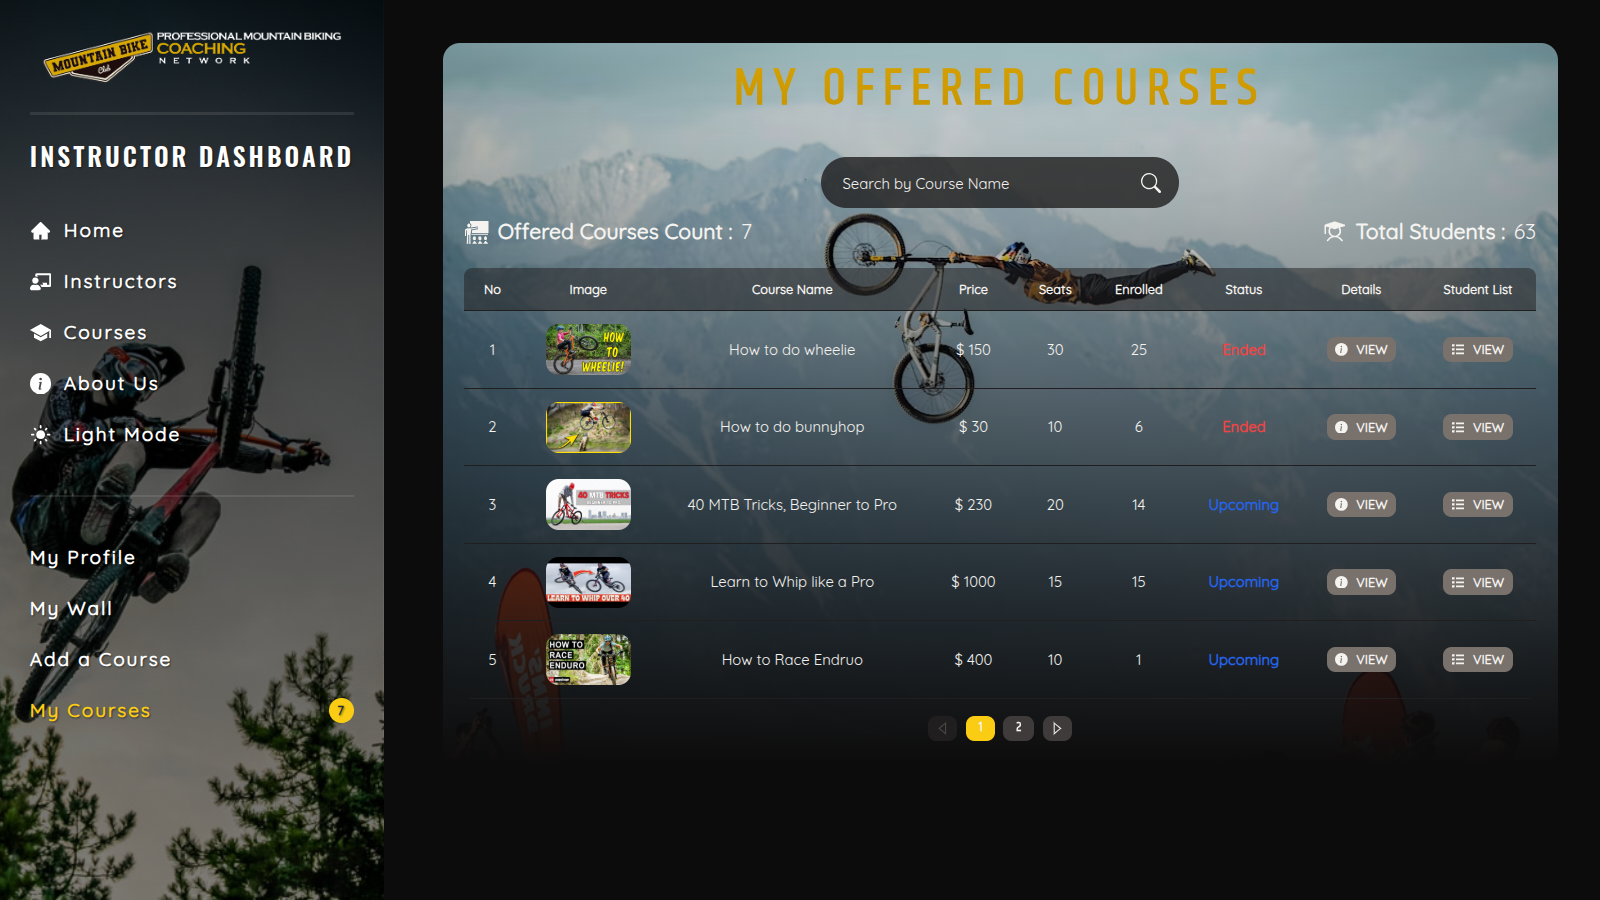 MOUNTAIN BIKE
Club
PROFESSIONAL MOUNTAIN BIKING
COACHING
NETWORK
INSTRUCTOR DASHBOARD
Home
Instructors
Courses
About Us
Light Mode
My Profile
My Wall
Add a Course
My Courses 7
MY OFFERED COURSES
Search by Course Name
Offered Courses Count : 7 Total Students : 63
No Image Course Name Price Seats Enrolled Status Details Student List
HOW
TO
WHEELIE!
1 How to do wheelie $ 150 30 25 Ended VIEW VIEW
2 How to do bunnyhop $ 30 10 6 Ended VIEW VIEW
40 MTB TRICKS
BEGINNER TO PRO
3 40 MTB Tricks, Beginner to Pro $ 230 20 14 Upcoming VIEW VIEW
4 Learn to Whip like a Pro $ 1000 15 15 Upcoming VIEW VIEW
LEARN TO WHIP OVER 40
HOW TO
RACE
ENDURO
5 How to Race Endruo $ 400 10 1 Upcoming VIEW VIEW
1 2